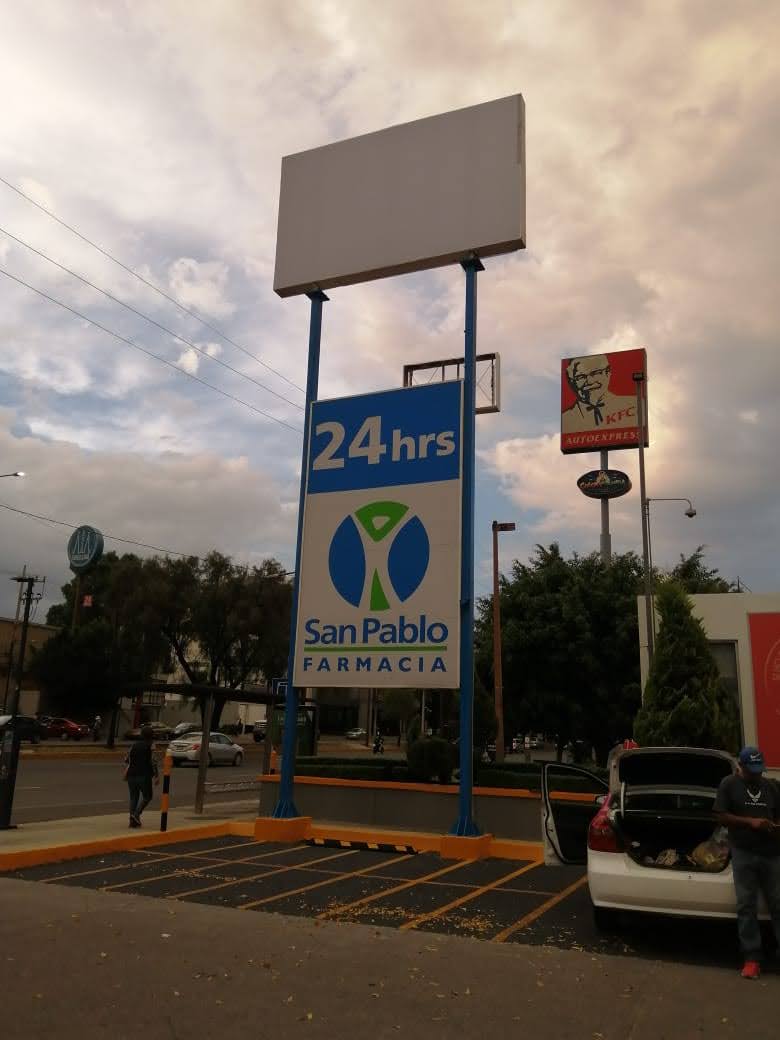 24hrs
San Pablo
FARMACIA
KFC
AUTOEXPRESS